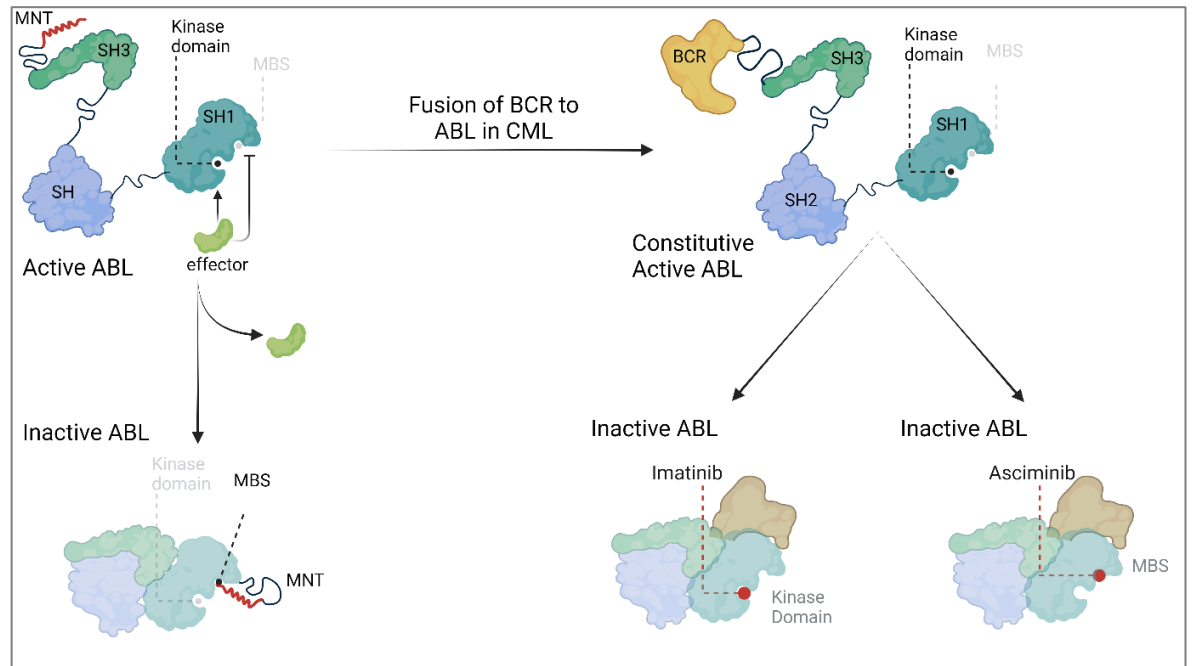 MNT
SH3
Kinase
domain
MBS
SH1
SH
effector
Active ABL
Fusion of BCR to
ABL in CML
BCR
SH3
Kinase
domain
MBS
SH1
SH2
Constitutive
Active ABL
Inactive ABL
Kinase
domain
MBS
MNT
Inactive ABL
Imatinib
Kinase
Domain
Inactive ABL
Asciminib
MBS